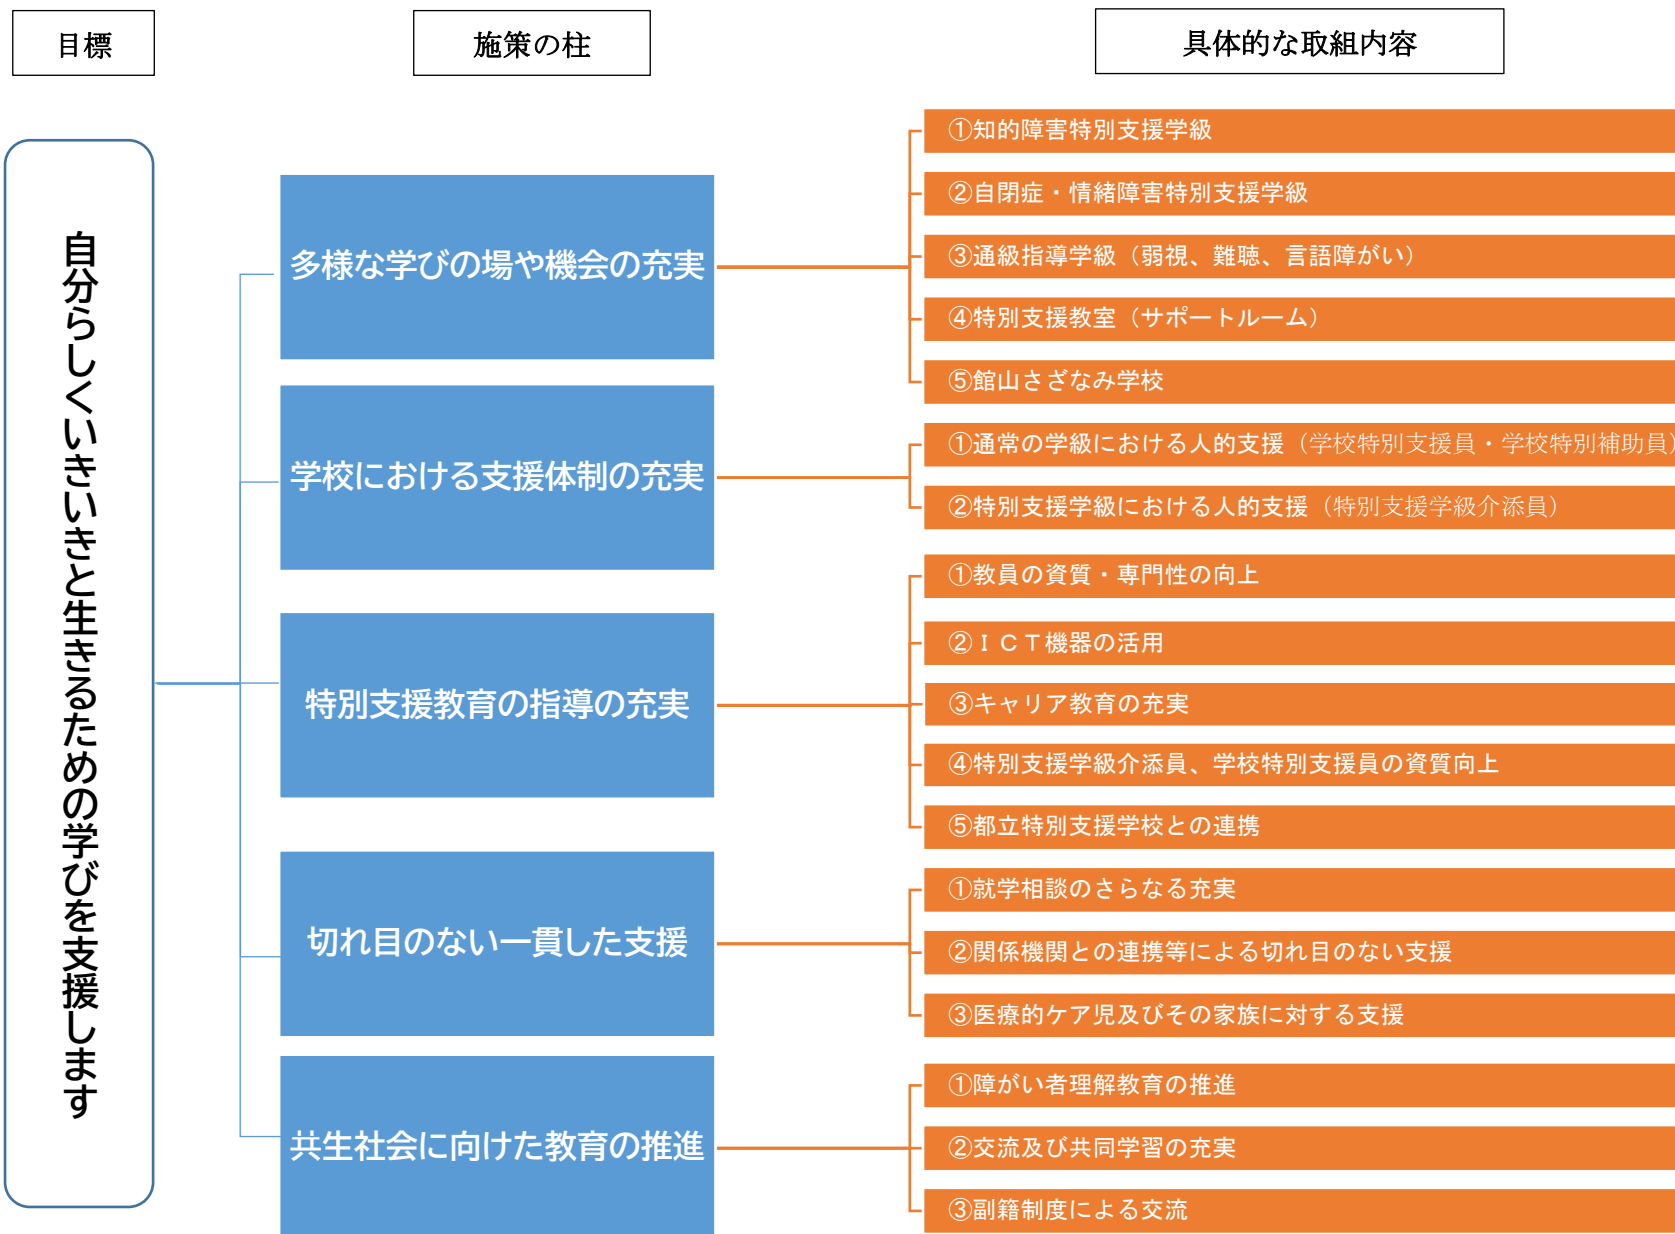 目標
施策の柱
具体的な取組内容
自分らしくいきいきと生きるための学びを支援します
多様な学びの場や機会の充実
①知的障害特別支援学級
②自閉症・情緒障害特別支援学級
③通級指導学級（弱視、難聴、言語障がい）
④特別支援教室（サポートルーム）
⑤館山さざなみ学校
学校における支援体制の充実
①通常の学級における人的支援（学校特別支援員・学校特別補助員）
②特別支援学級における人的支援（特別支援学級介添員）
特別支援教育の指導の充実
①教員の資質・専門性の向上
②ＩＣＴ機器の活用
③キャリア教育の充実
④特別支援学級介添員、学校特別支援員の資質向上
⑤都立特別支援学校との連携
切れ目のない一貫した支援
①就学相談のさらなる充実
②関係機関との連携等による切れ目のない支援
③医療的ケア児及びその家族に対する支援
共生社会に向けた教育の推進
①障がい者理解教育の推進
②交流及び共同学習の充実
③副籍制度による交流